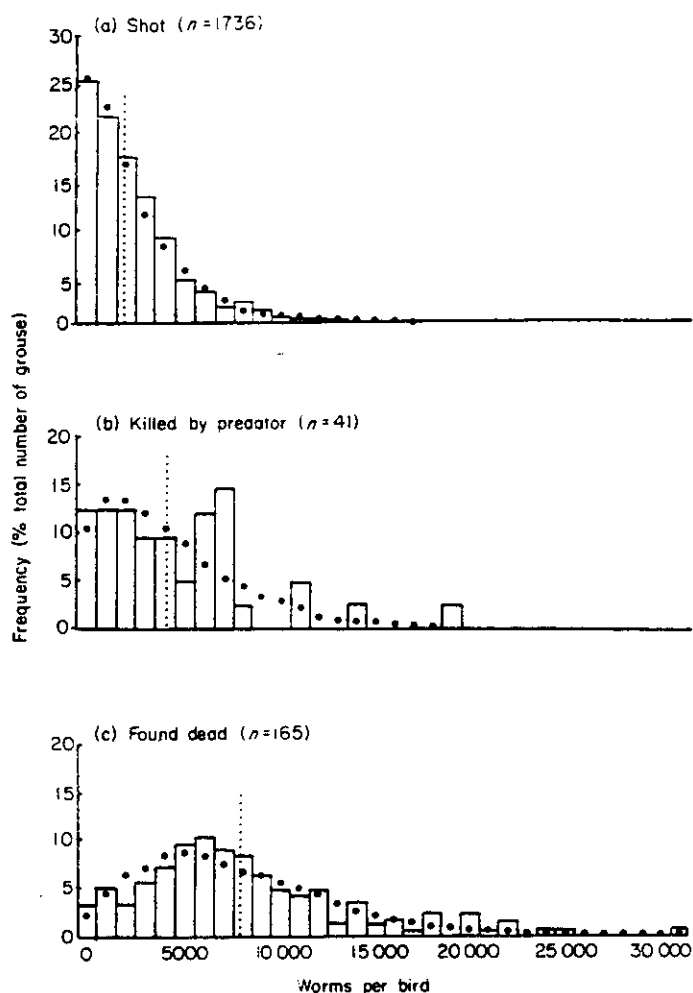 (a) Shot (n=1736)
30
25
20
15
10
5
0
(b) Killed by predator (n=41)
20
15
10
5
0
Frequency (% total number of grouse)
(c) Found dead (n=165)
20
15
10
5
0
0 5000 10 000 15 000 20 000 25 000 30 000
Worms per bird